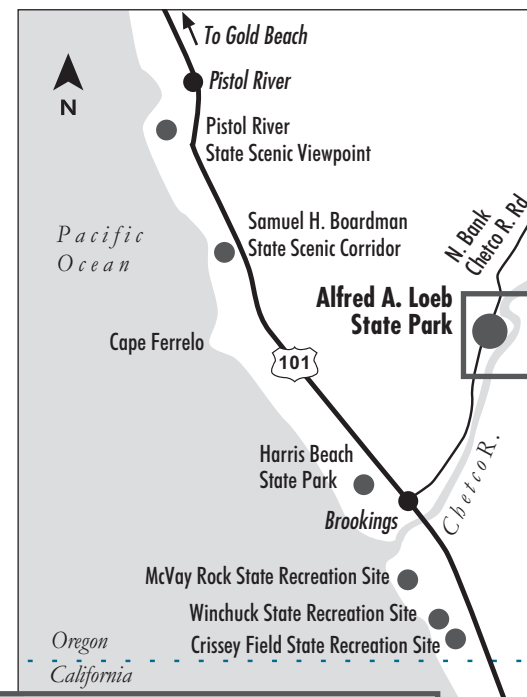 To Gold Beach
N
Pistol River
Pistol River
State Scenic Viewpoint
Pacific
Ocean
Samuel H. Boardman
State Scenic Corridor
N. Bank
Chetco R. Rd
Alfred A. Loeb
State Park
Cape Ferrelo
101
Harris Beach
State Park
Chetco R.
Brookings
McVay Rock State Recreation Site
Winchuck State Recreation Site
Crissey Field State Recreation Site
Oregon
California